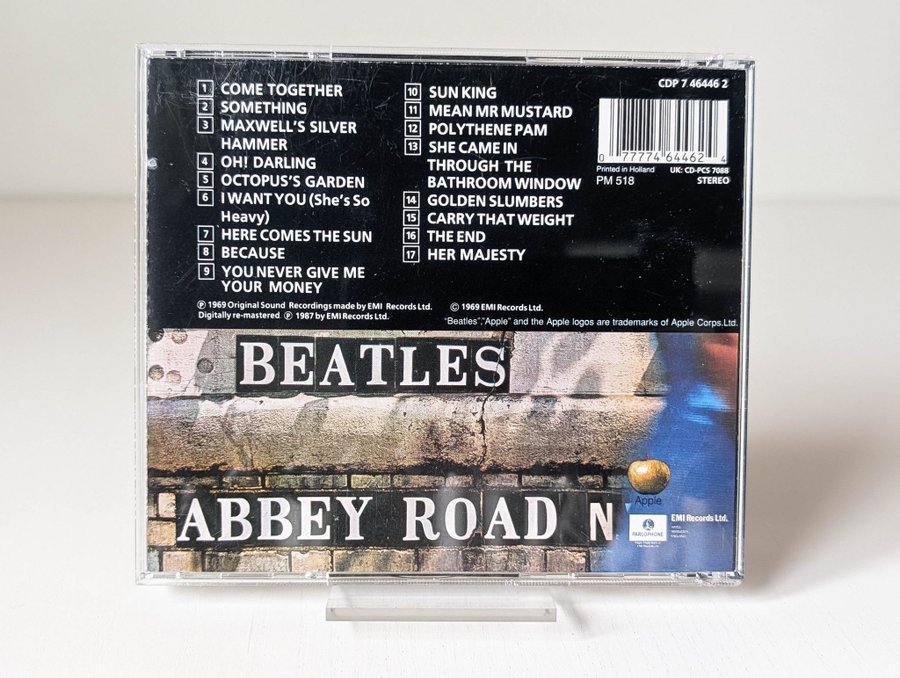 1 COME TOGETHER
2 SOMETHING
3 MAXWELL'S SILVER
HAMMER
4 OH! DARLING
5 OCTOPUS'S GARDEN
6 I WANT YOU (She's So
Heavy)
7 HERE COMES THE SUN
8 BECAUSE
9 YOU NEVER GIVE ME
YOUR MONEY
10 SUN KING
11 MEAN MR MUSTARD
12 POLYTHENE PAM
13 SHE CAME IN
THROUGH THE
BATHROOM WINDOW
14 GOLDEN SLUMBERS
15 CARRY THAT WEIGHT
16 THE END
17 HER MAJESTY
CDP 7 46446 2
0 77774 64462 4
Printed in Holland UK: CD-PCS 7088
PM 518 STEREO
℗ 1969 Original Sound Recordings made by EMI Records Ltd. © 1969 EMI Records Ltd.
Digitally re-mastered ℗ 1987 by EMI Records Ltd.
"Beatles","Apple" and the Apple logos are trademarks of Apple Corps.Ltd.
BEATLES
Apple
ABBEY ROAD N
EMI Records Ltd.
PARLOPHONE